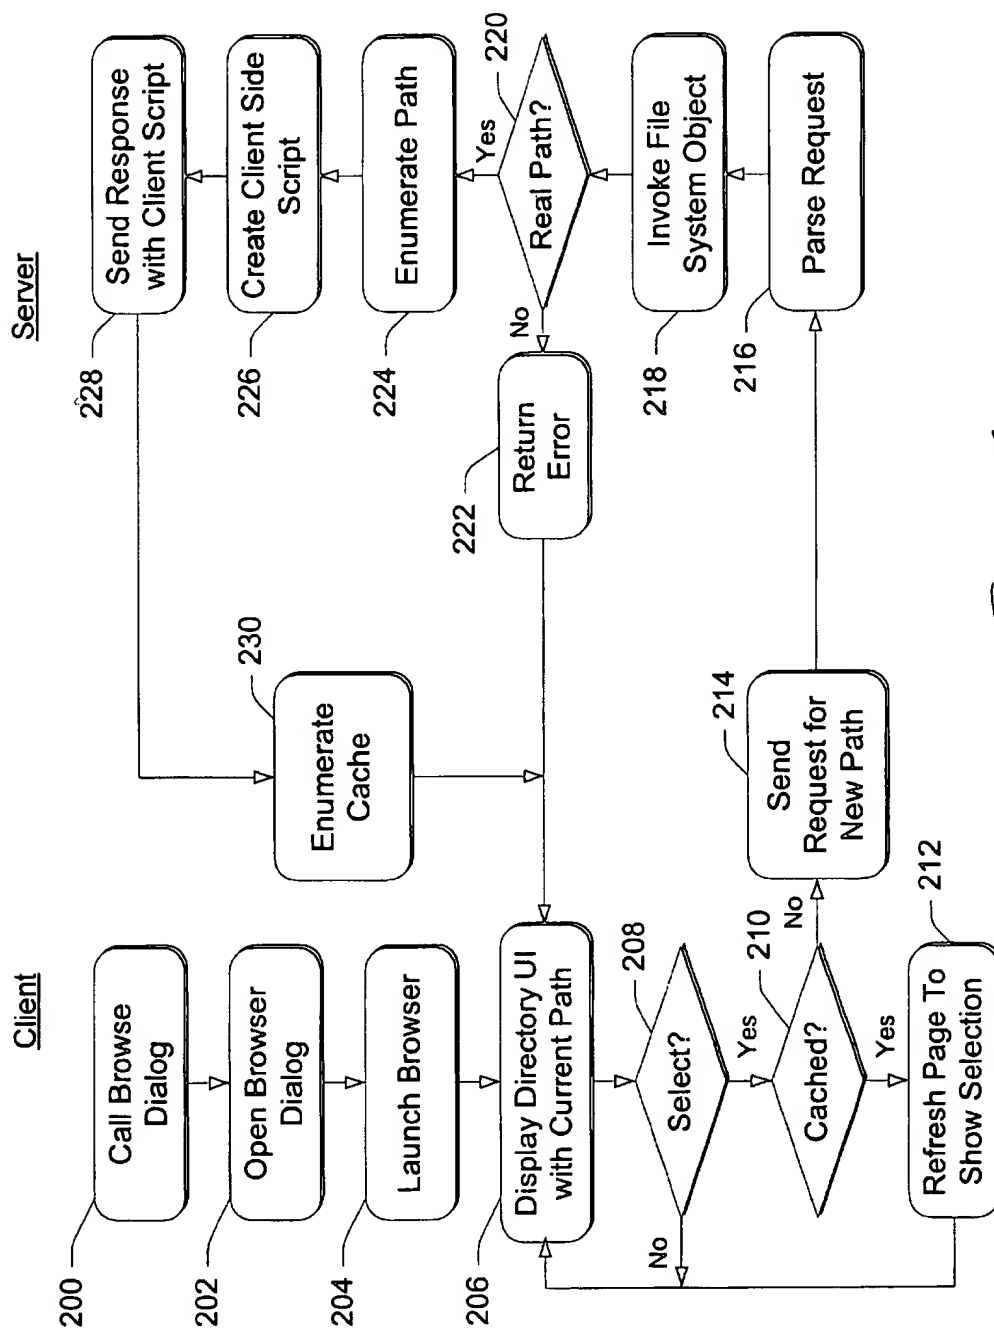 Client
Server
200
Call Browse
Dialog
202
Open Browser
Dialog
204
Launch Browser
206
Display Directory UI
with Current Path
208
Select?
No
Yes
210
Cached?
No
Yes
212
Refresh Page To
Show Selection
214
Send
Request for
New Path
216
Parse Request
218
Invoke File
System Object
220
Real Path?
No
Yes
222
Return
Error
224
Enumerate Path
226
Create Client Side
Script
228
Send Response
with Client Script
230
Enumerate
Cache